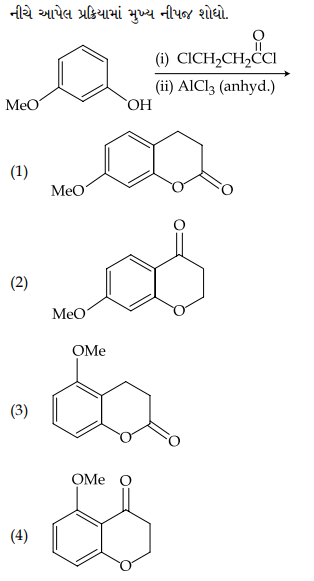 નીચે આપેલ પ્રક્રિયામાં મુખ્ય નીપજ શોધો.
O
(i) ClCH₂CH₂CCl
(ii) AlCl₃ (anhyd.)
MeO OH
(1)
MeO O O
(2)
O
MeO O
(3)
OMe
O O
(4)
OMe O
O